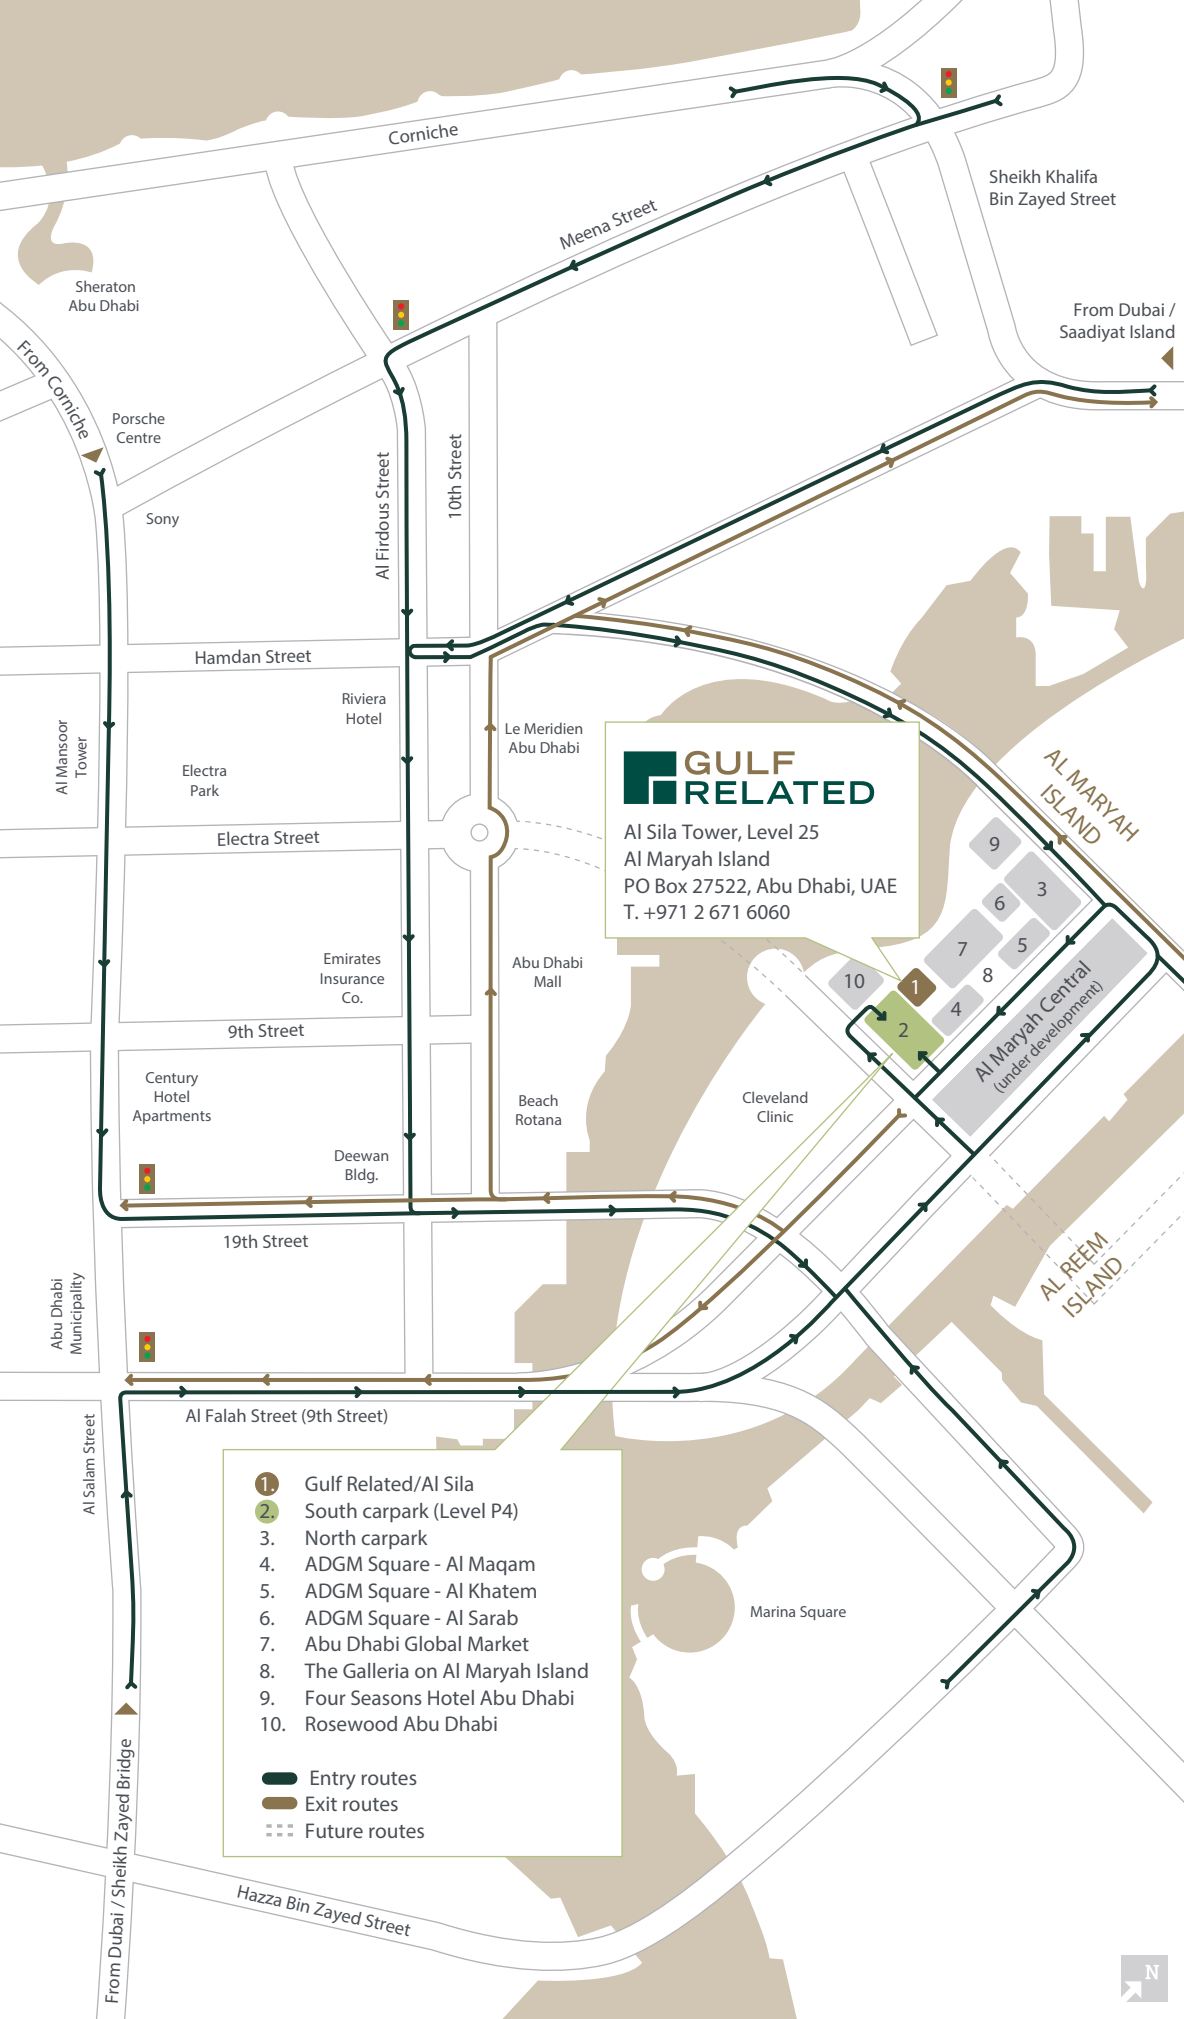 Corniche
Sheikh Khalifa
Bin Zayed Street
Meena Street
Sheraton
Abu Dhabi
From Dubai /
Saadiyat Island
From Corniche
Porsche
Centre
Sony
Al Firdous Street
10th Street
Hamdan Street
Riviera
Hotel
Al Mansoor
Tower
Electra
Park
Le Meridien
Abu Dhabi
GULF
RELATED
Al Sila Tower, Level 25
Al Maryah Island
PO Box 27522, Abu Dhabi, UAE
T. +971 2 671 6060
AL MARYAH
ISLAND
Electra Street
9
3
6
7
5
8
10
1
4
2
Al Maryah Central
(under development)
Emirates
Insurance
Co.
Abu Dhabi
Mall
9th Street
Century
Hotel
Apartments
Beach
Rotana
Cleveland
Clinic
Deewan
Bldg.
19th Street
AL REEM
ISLAND
Abu Dhabi
Municipality
Al Falah Street (9th Street)
Al Salam Street
1. Gulf Related/Al Sila
2. South carpark (Level P4)
3. North carpark
4. ADGM Square - Al Maqam
5. ADGM Square - Al Khatem
6. ADGM Square - Al Sarab
7. Abu Dhabi Global Market
8. The Galleria on Al Maryah Island
9. Four Seasons Hotel Abu Dhabi
10. Rosewood Abu Dhabi
Entry routes
Exit routes
Future routes
Marina Square
From Dubai / Sheikh Zayed Bridge
Hazza Bin Zayed Street
N